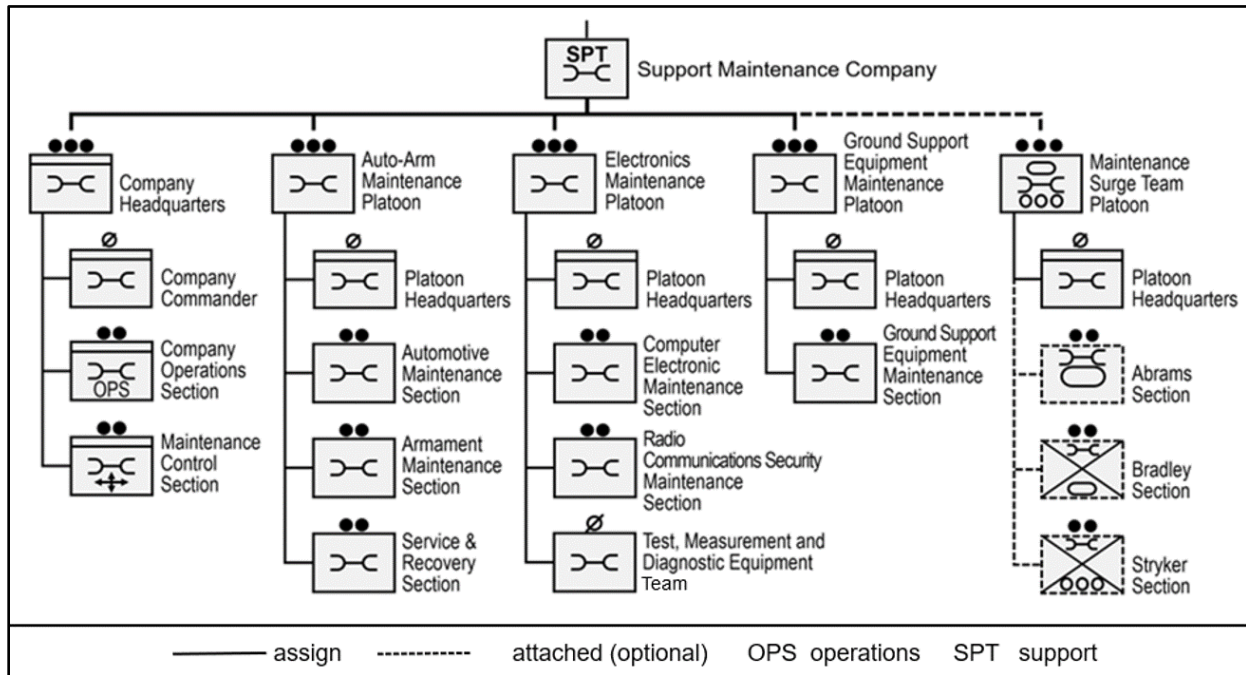 SPT
Support Maintenance Company
Company
Headquarters
Auto-Arm
Maintenance
Platoon
Electronics
Maintenance
Platoon
Ground Support
Equipment
Maintenance
Platoon
Maintenance
Surge Team
Platoon
Company
Commander
Platoon
Headquarters
Platoon
Headquarters
Platoon
Headquarters
Platoon
Headquarters
OPS
Company
Operations
Section
Automotive
Maintenance
Section
Computer
Electronic
Maintenance
Section
Ground Support
Equipment
Maintenance
Section
Abrams
Section
Maintenance
Control
Section
Armament
Maintenance
Section
Radio
Communications Security
Maintenance
Section
Bradley
Section
Service &
Recovery
Section
Test, Measurement and
Diagnostic Equipment
Team
Stryker
Section
assign attached (optional) OPS operations SPT support